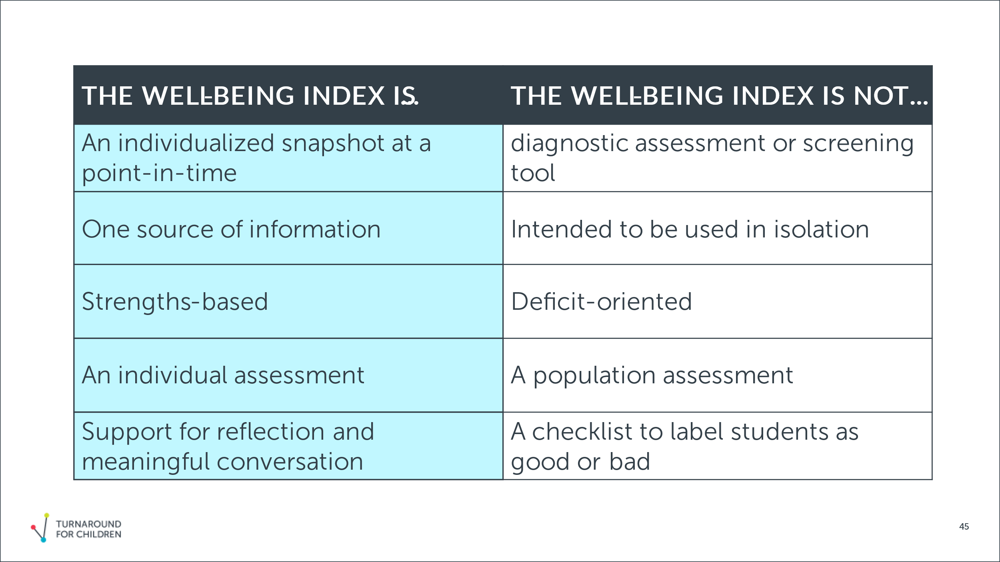 THE WELL-BEING INDEX IS...
THE WELL-BEING INDEX IS NOT...
An individualized snapshot at a
point-in-time
diagnostic assessment or screening
tool
One source of information
Intended to be used in isolation
Strengths-based
Deficit-oriented
An individual assessment
A population assessment
Support for reflection and
meaningful conversation
A checklist to label students as
good or bad
TURNAROUND
FOR CHILDREN
45